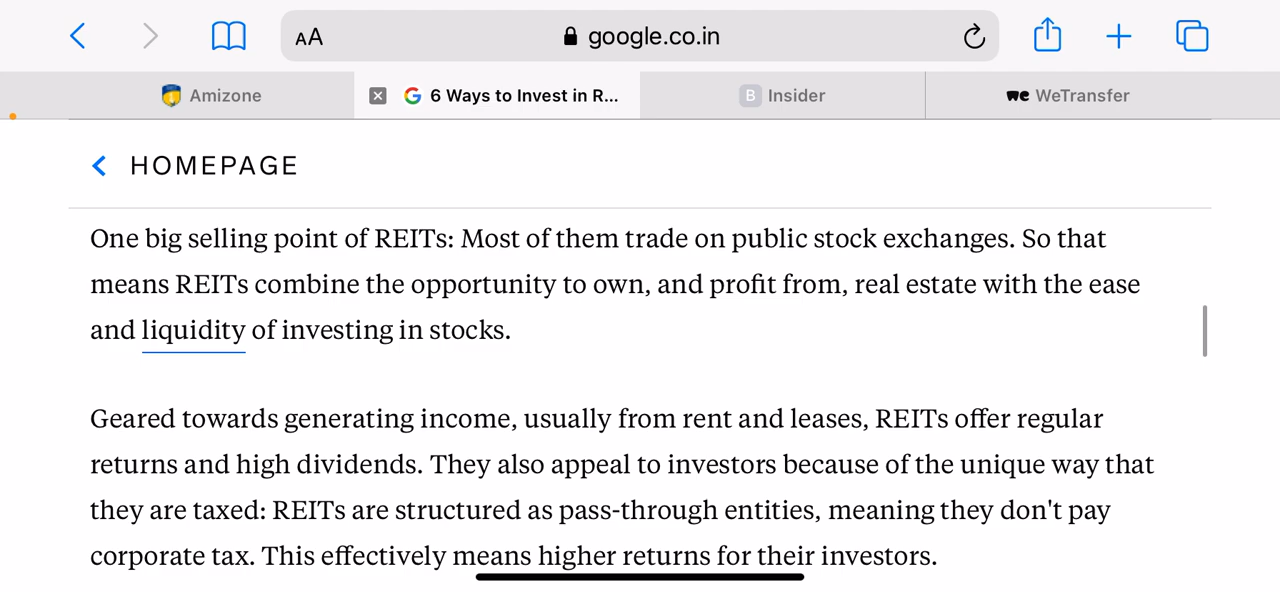 AA google.co.in
Amizone 6 Ways to Invest in R... B Insider we WeTransfer
HOMEPAGE
One big selling point of REITs: Most of them trade on public stock exchanges. So that
means REITs combine the opportunity to own, and profit from, real estate with the ease
and liquidity of investing in stocks.
Geared towards generating income, usually from rent and leases, REITs offer regular
returns and high dividends. They also appeal to investors because of the unique way that
they are taxed: REITs are structured as pass-through entities, meaning they don't pay
corporate tax. This effectively means higher returns for their investors.